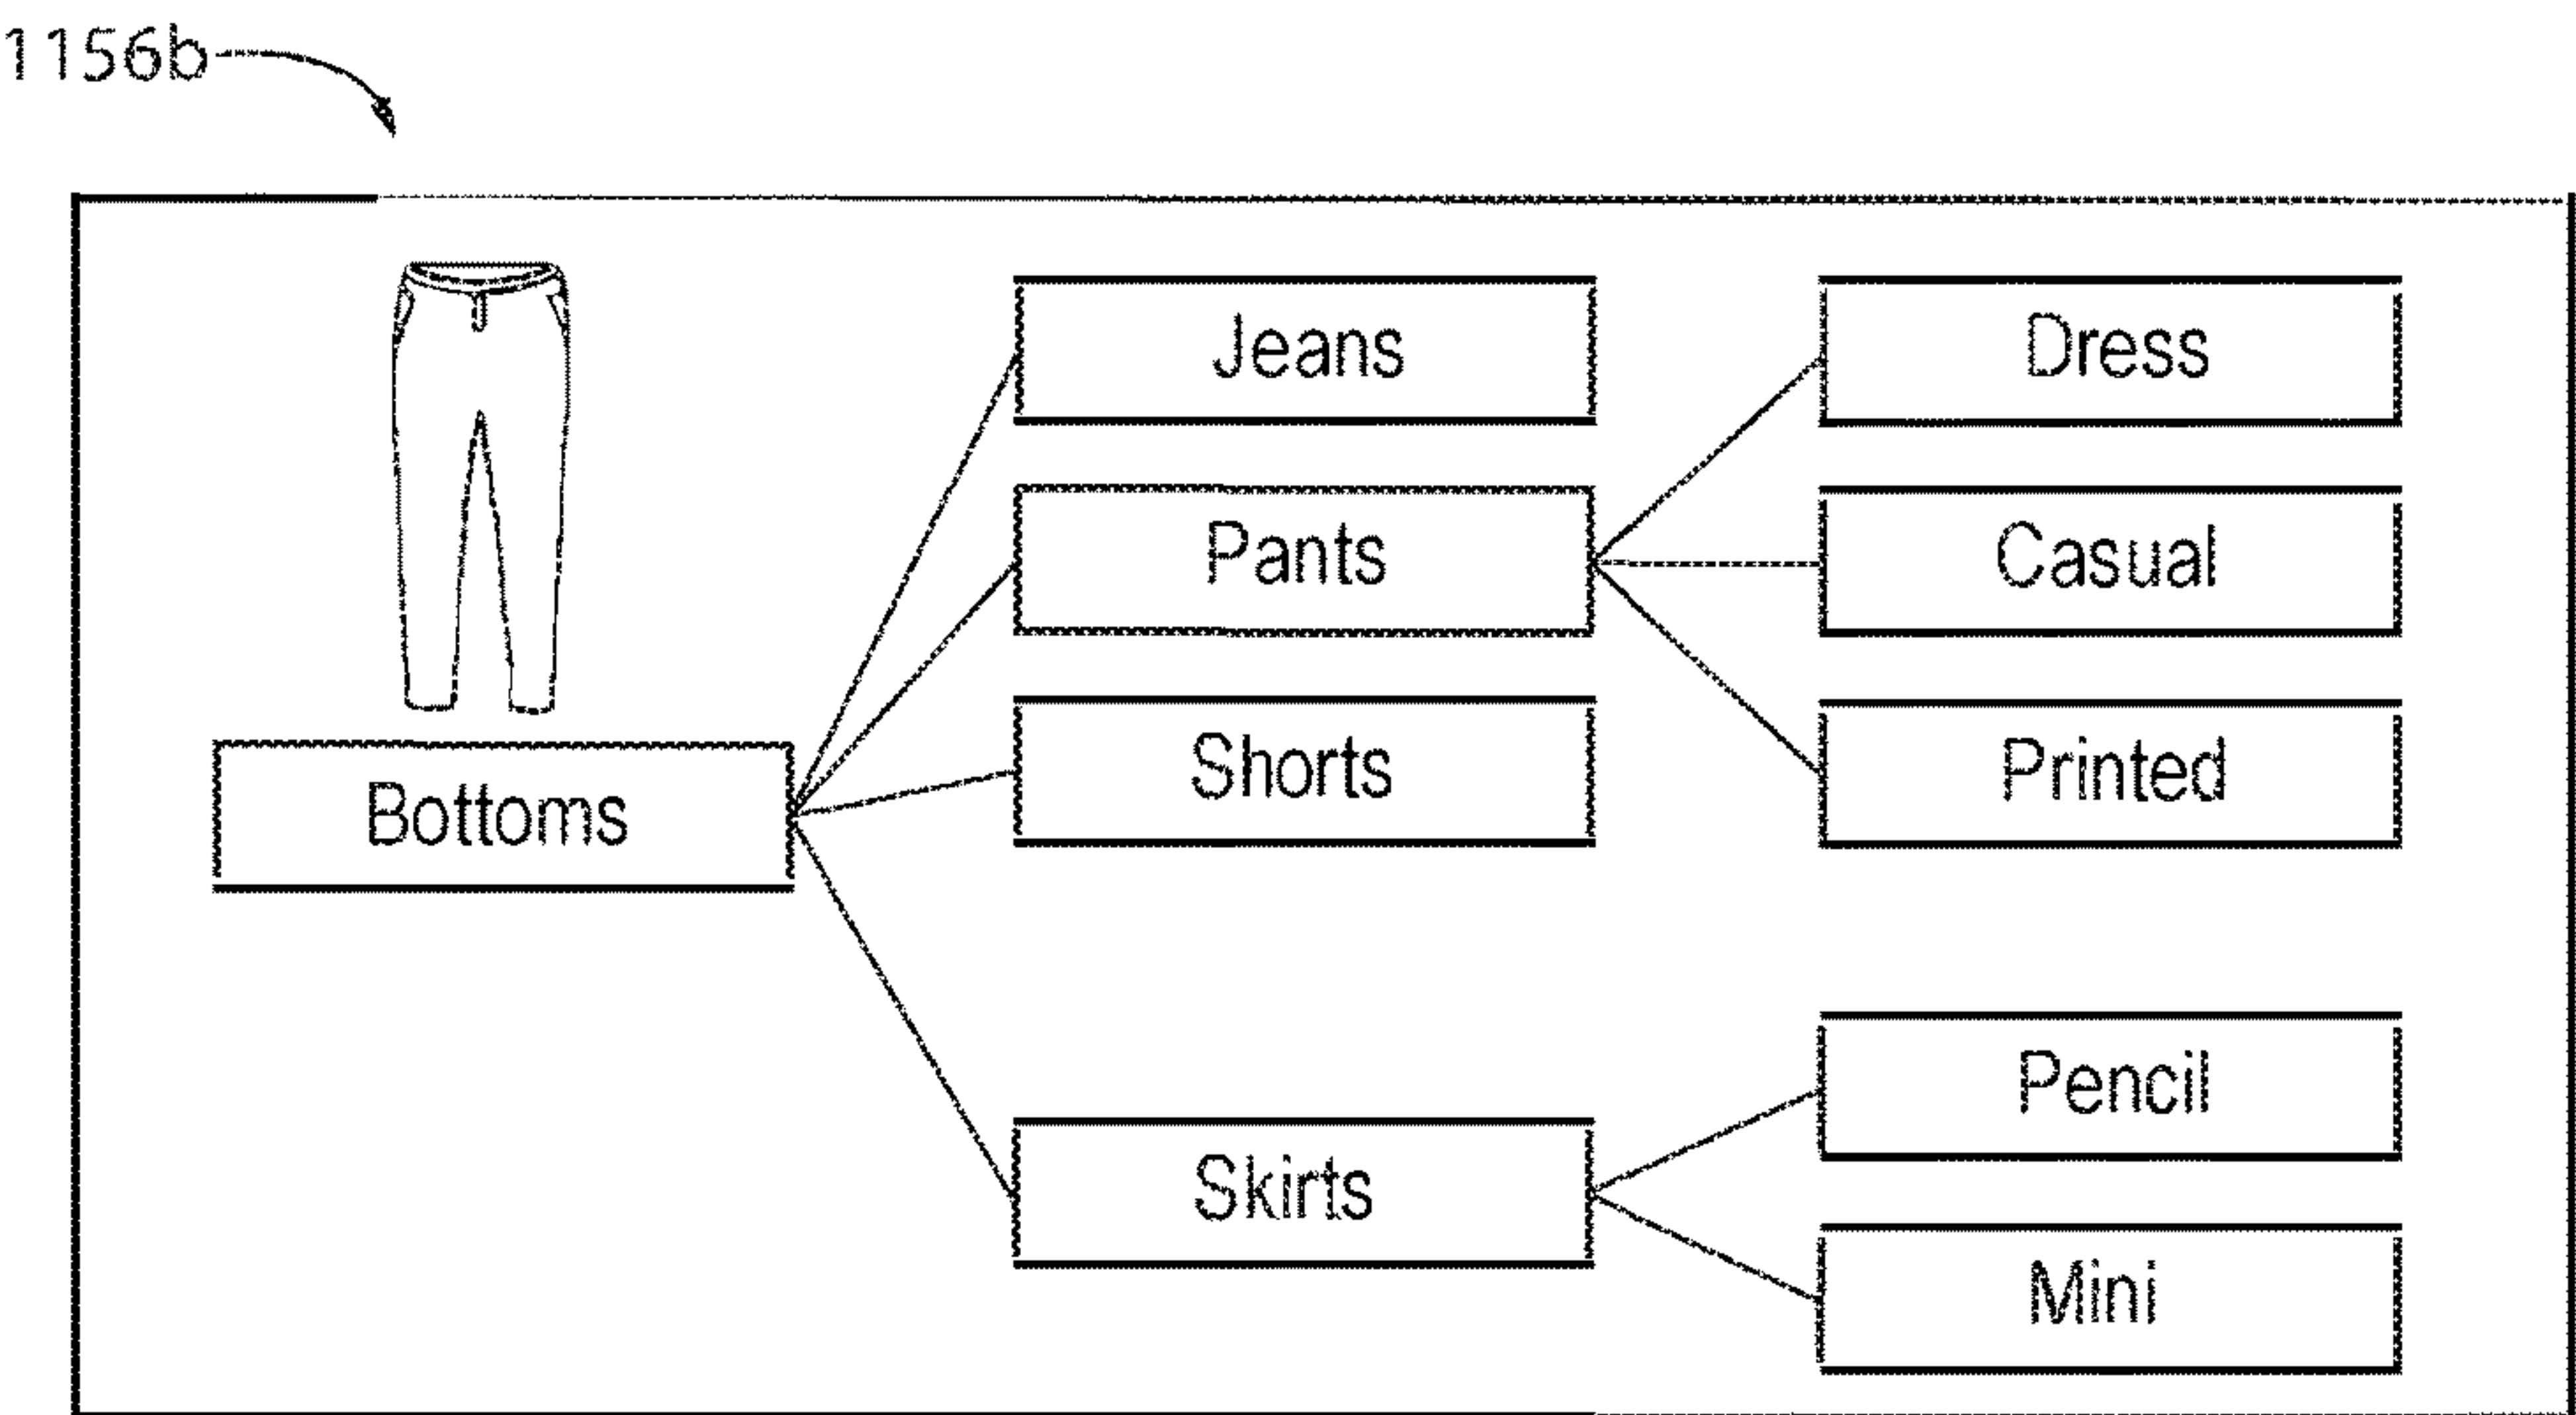 1156b
Jeans
Dress
Pants
Casual
Shorts
Printed
Bottoms
Pencil
Skirts
Mini